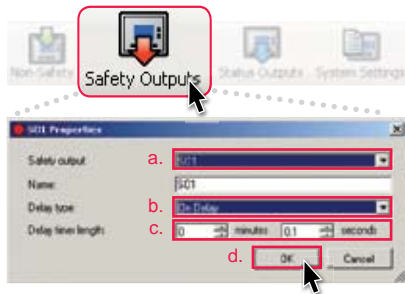 Non-Safety Safety Outputs Status Outputs System Settings
SO1 Properties
Safety output: a. SO1
Name: SO1
Delay type: b. On Delay
Delay timer length: c. 0 minutes 0.1 seconds
d. OK Cancel